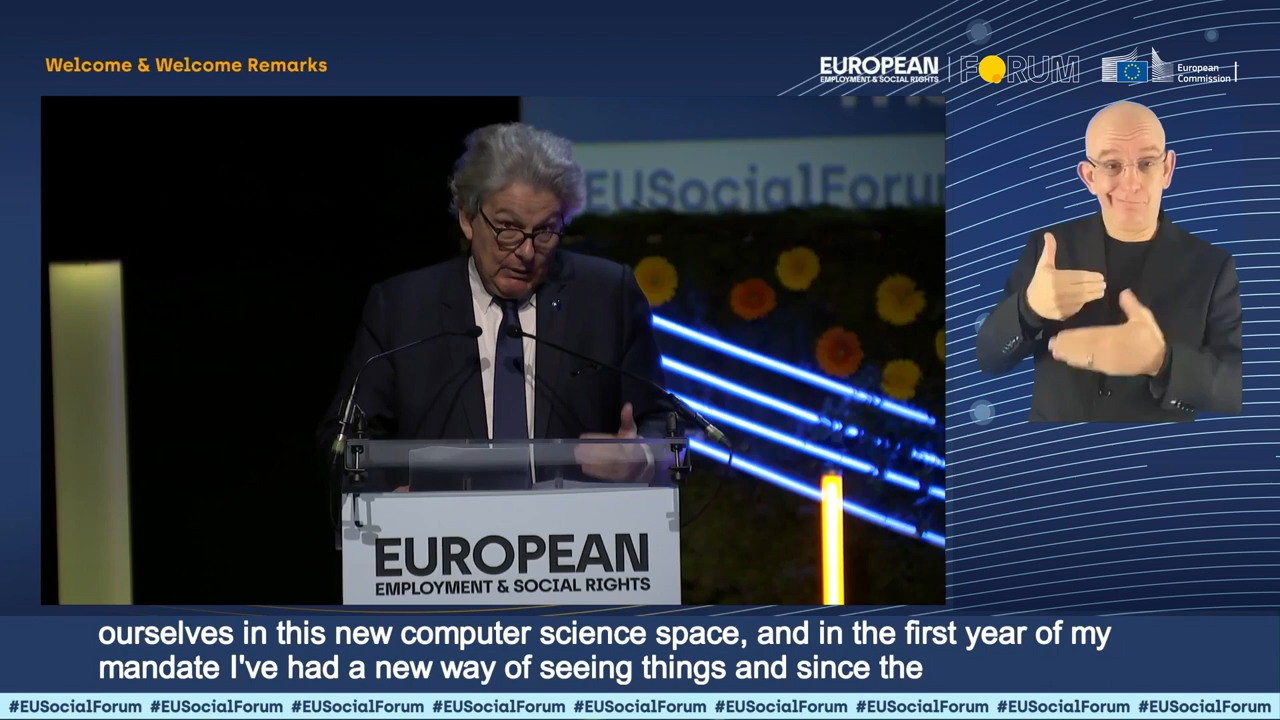 Welcome & Welcome Remarks
EUROPEAN
EMPLOYMENT & SOCIAL RIGHTS
FORUM
European
Commission
#EUSocialForu
EUROPEAN
EMPLOYMENT & SOCIAL RIGHTS
ourselves in this new computer science space, and in the first year of my
mandate I've had a new way of seeing things and since the
#EUSocialForum #EUSocialForum #EUSocialForum #EUSocialForum #EUSocialForum #EUSocialForum #EUSocialForum #EUSocialForum #EUSocialForum